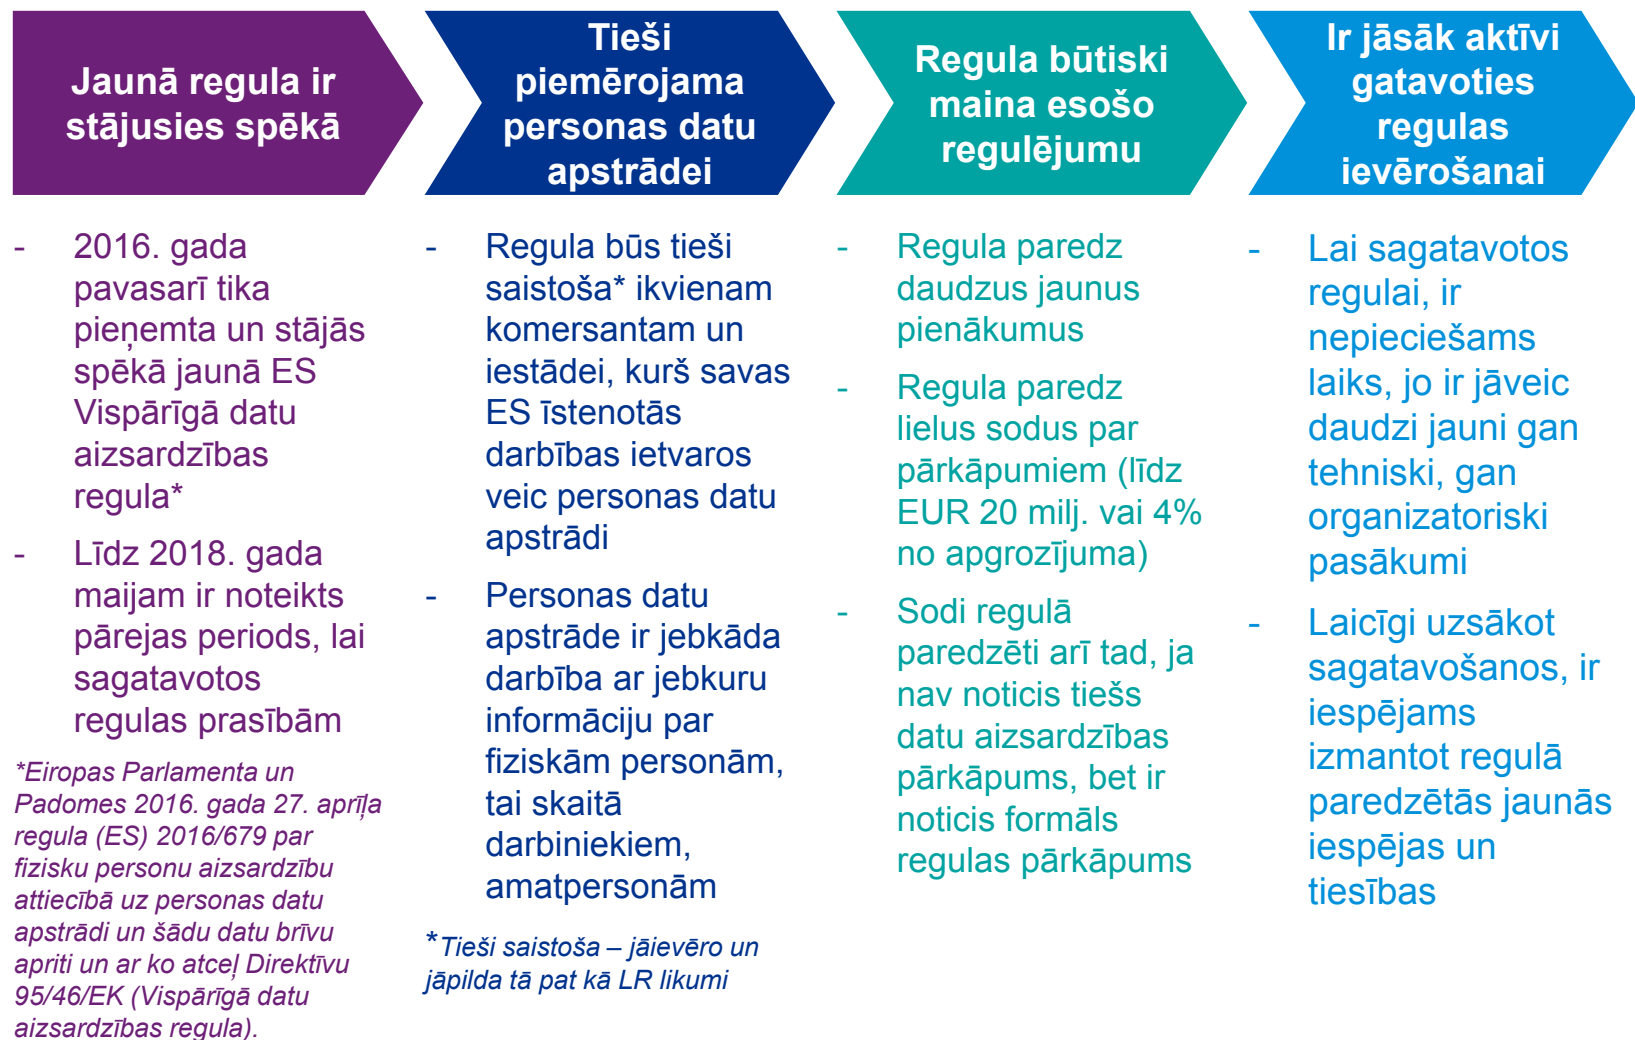 Jaunā regula ir
stājusies spēkā
- 2016. gada
pavasarī tika
pieņemta un stājās
spēkā jaunā ES
Vispārīgā datu
aizsardzības
regula*
- Līdz 2018. gada
maijam ir noteikts
pārejas periods, lai
sagatavotos
regulas prasībām
*Eiropas Parlamenta un
Padomes 2016. gada 27. aprīļa
regula (ES) 2016/679 par
fizisku personu aizsardzību
attiecībā uz personas datu
apstrādi un šādu datu brīvu
apriti un ar ko atceļ Direktīvu
95/46/EK (Vispārīgā datu
aizsardzības regula).
Tieši
piemērojama
personas datu
apstrādei
- Regula būs tieši
saistoša* ikvienam
komersantam un
iestādei, kurš savas
ES īstenotās
darbības ietvaros
veic personas datu
apstrādi
- Personas datu
apstrāde ir jebkāda
darbība ar jebkuru
informāciju par
fiziskām personām,
tai skaitā
darbiniekiem,
amatpersonām
*Tieši saistoša – jāievēro un
jāpilda tā pat kā LR likumi
Regula būtiski
maina esošo
regulējumu
- Regula paredz
daudzus jaunus
pienākumus
- Regula paredz
lielus sodus par
pārkāpumiem (līdz
EUR 20 milj. vai 4%
no apgrozījuma)
- Sodi regulā
paredzēti arī tad, ja
nav noticis tiešs
datu aizsardzības
pārkāpums, bet ir
noticis formāls
regulas pārkāpums
Ir jāsāk aktīvi
gatavoties
regulas
ievērošanai
- Lai sagatavotos
regulai, ir
nepieciešams
laiks, jo ir jāveic
daudzi jauni gan
tehniski, gan
organizatoriski
pasākumi
- Laicīgi uzsākot
sagatavošanos, ir
iespējams
izmantot regulā
paredzētās jaunās
iespējas un
tiesības